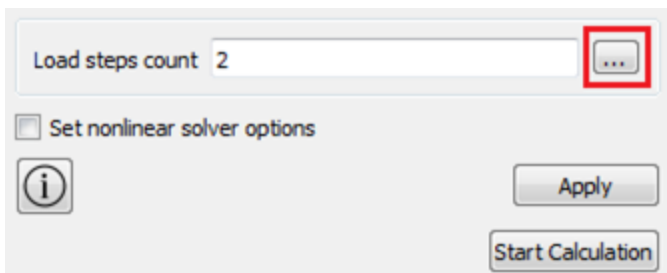 Load steps count 2 ...
Set nonlinear solver options
i
Apply
Start Calculation